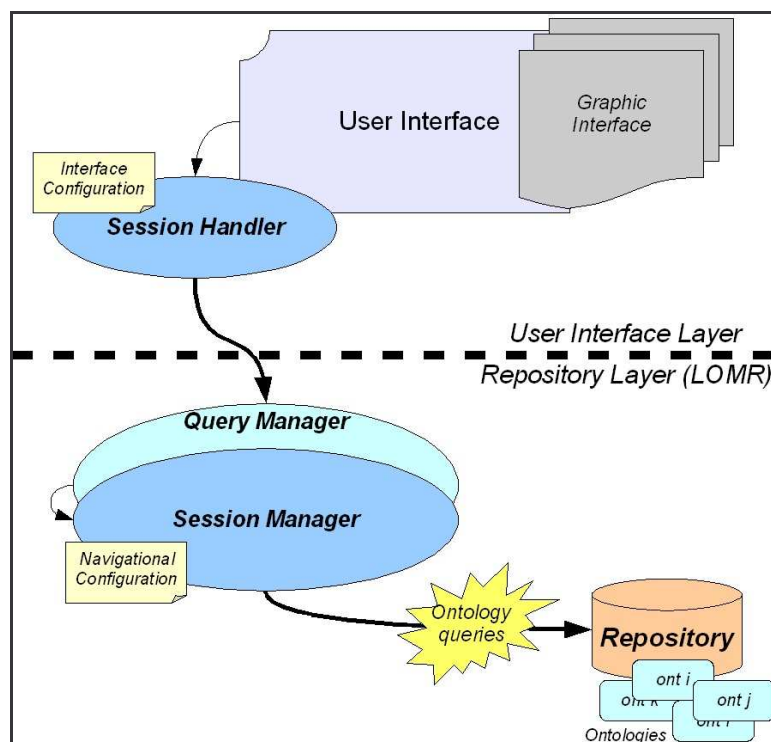 User Interface
Graphic
Interface
Interface
Configuration
Session Handler
User Interface Layer
Repository Layer (LOMR)
Query Manager
Session Manager
Navigational
Configuration
Ontology
queries
Repository
ont i
ont k
ont j
Ontologies